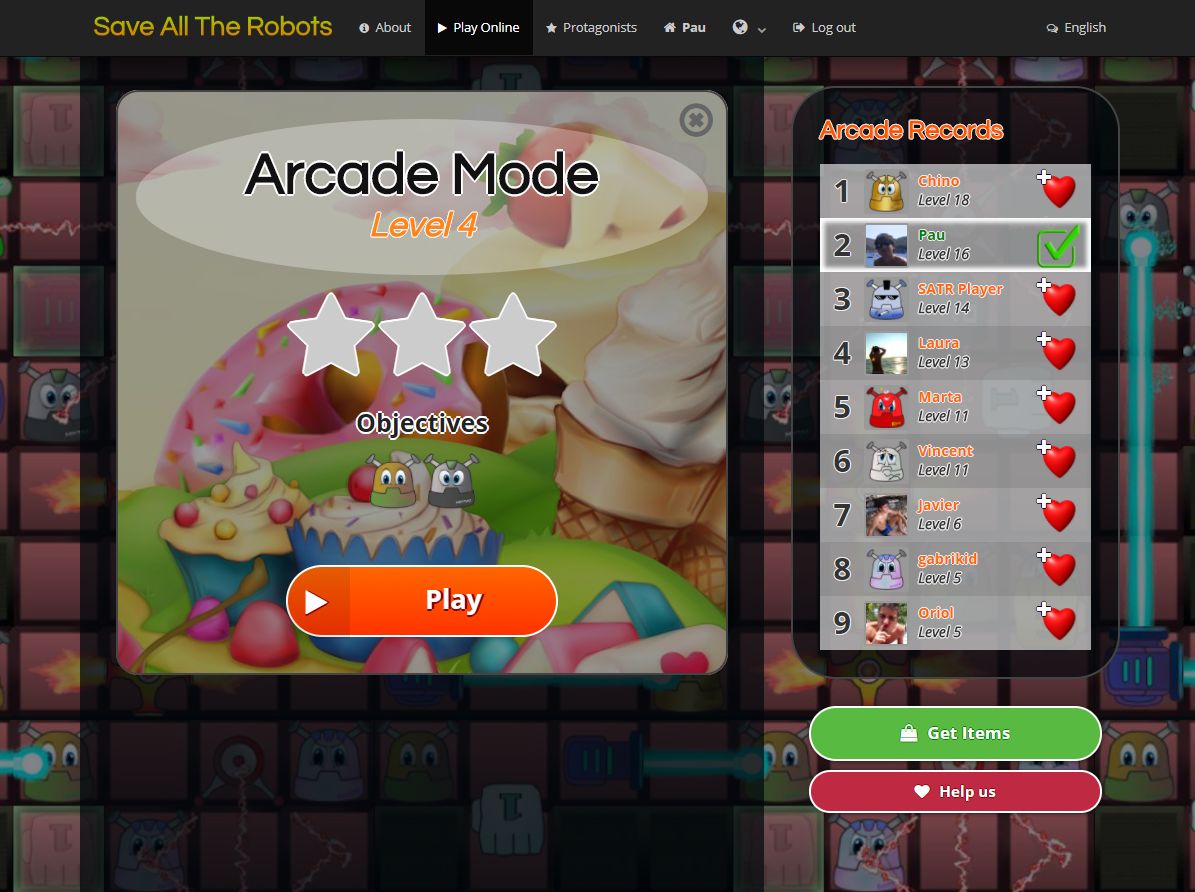 Save All The Robots
About
Play Online
Protagonists
Pau
Log out
English
Arcade Mode
Level 4
Objectives
Play
Arcade Records
1
Chino
Level 18
2
Pau
Level 16
3
SATR Player
Level 14
4
Laura
Level 13
5
Marta
Level 11
6
Vincent
Level 11
7
Javier
Level 6
8
gabrikid
Level 5
9
Oriol
Level 5
Get Items
Help us